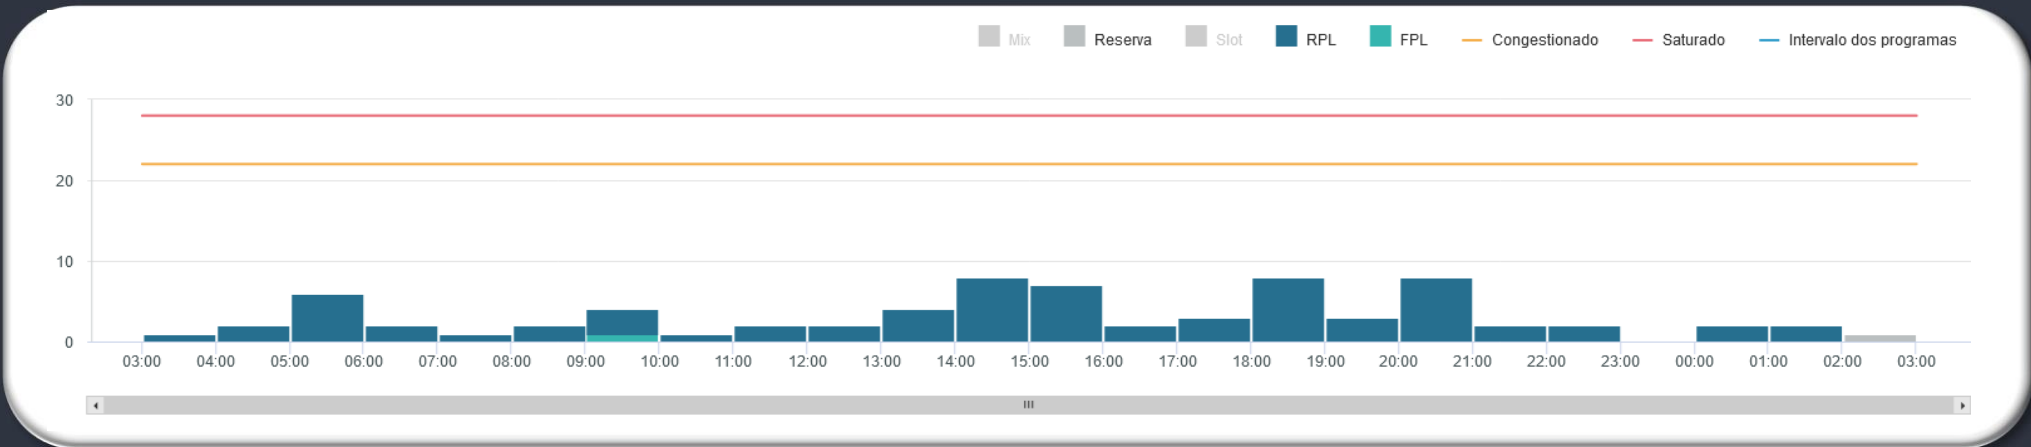 Mix Reserva Slot RPL FPL Congestionado Saturado Intervalo dos programas
30
20
10
0
03:00 04:00 05:00 06:00 07:00 08:00 09:00 10:00 11:00 12:00 13:00 14:00 15:00 16:00 17:00 18:00 19:00 20:00 21:00 22:00 23:00 00:00 01:00 02:00 03:00